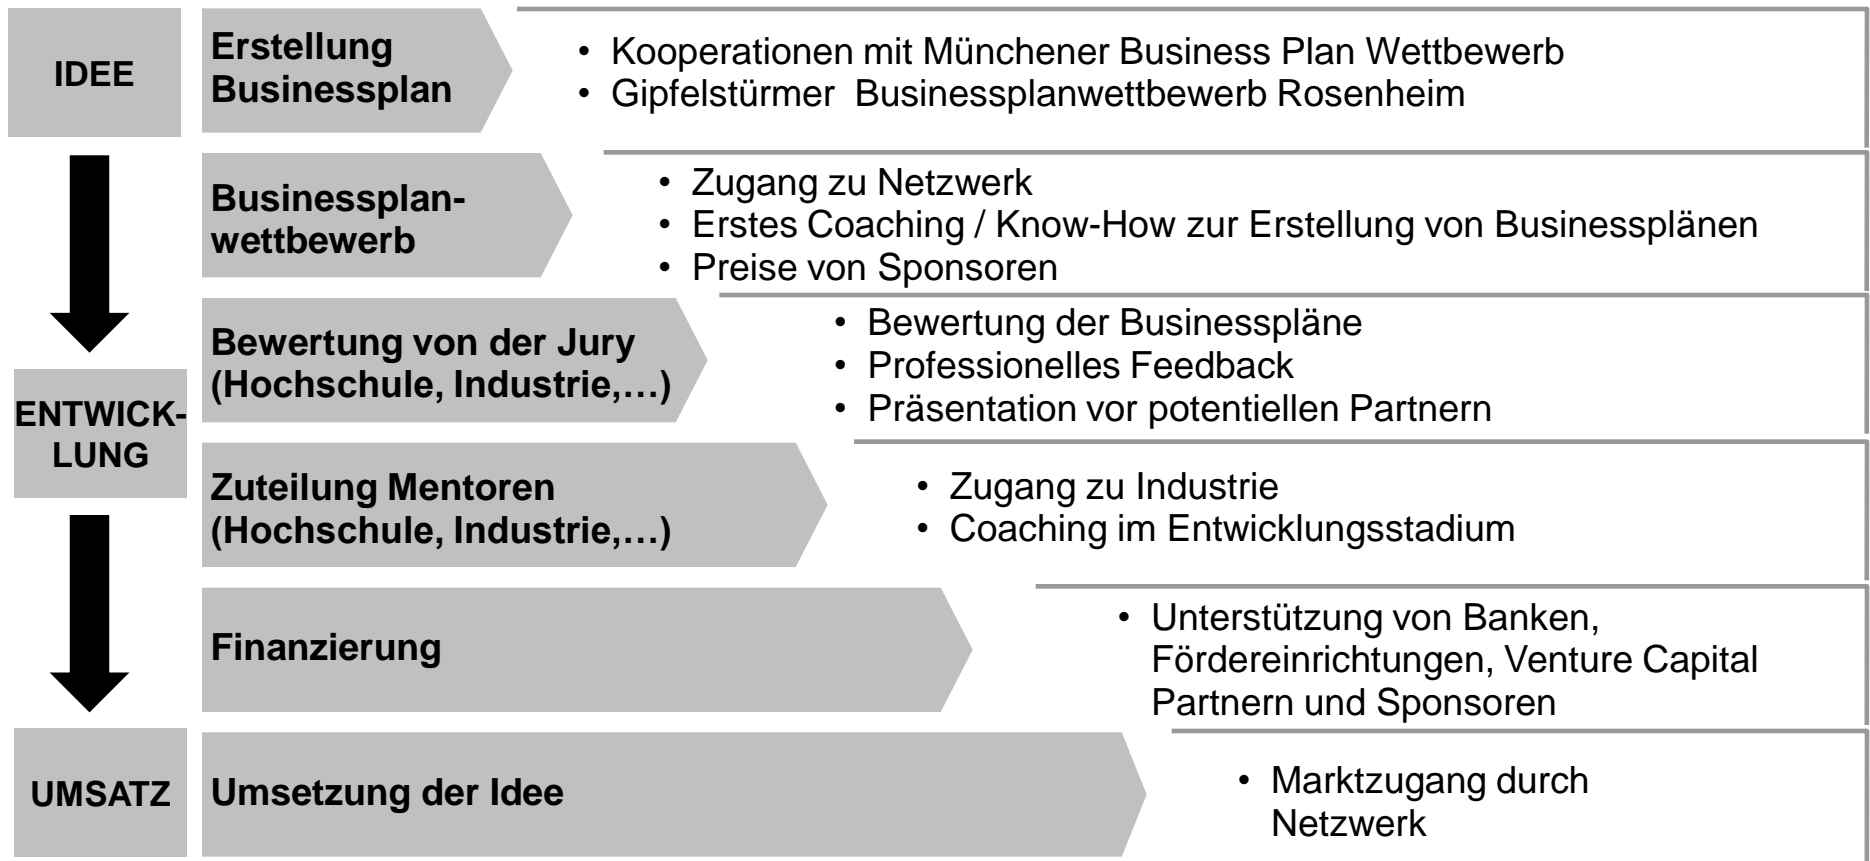 IDEE
Erstellung
Businessplan
• Kooperationen mit Münchener Business Plan Wettbewerb
• Gipfelstürmer  Businessplanwettbewerb Rosenheim
Businessplan-
wettbewerb
• Zugang zu Netzwerk
• Erstes Coaching / Know-How zur Erstellung von Businessplänen
• Preise von Sponsoren
Bewertung von der Jury
(Hochschule, Industrie,…)
• Bewertung der Businesspläne
• Professionelles Feedback
• Präsentation vor potentiellen Partnern
ENTWICK-
LUNG
Zuteilung Mentoren
(Hochschule, Industrie,…)
• Zugang zu Industrie
• Coaching im Entwicklungsstadium
Finanzierung
• Unterstützung von Banken,
Fördereinrichtungen, Venture Capital
Partnern und Sponsoren
UMSATZ
Umsetzung der Idee
• Marktzugang durch
Netzwerk